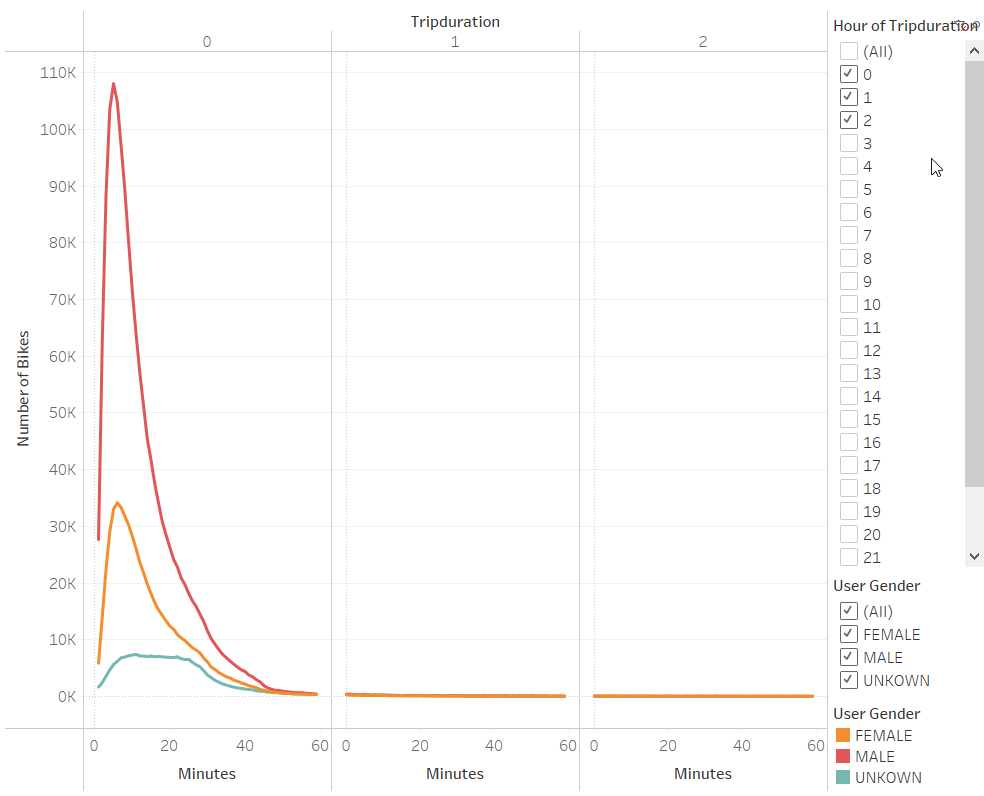 Tripduration
0 1 2
110K
100K
90K
80K
70K
60K
50K
40K
30K
20K
10K
0K
Number of Bikes
0 20 40 60 0 20 40 60 0 20 40 60
Minutes Minutes Minutes
Hour of Tripduration
(All)
0
1
2
3
4
5
6
7
8
9
10
11
12
13
14
15
16
17
18
19
20
21
User Gender
(All)
FEMALE
MALE
UNKOWN
User Gender
FEMALE
MALE
UNKOWN